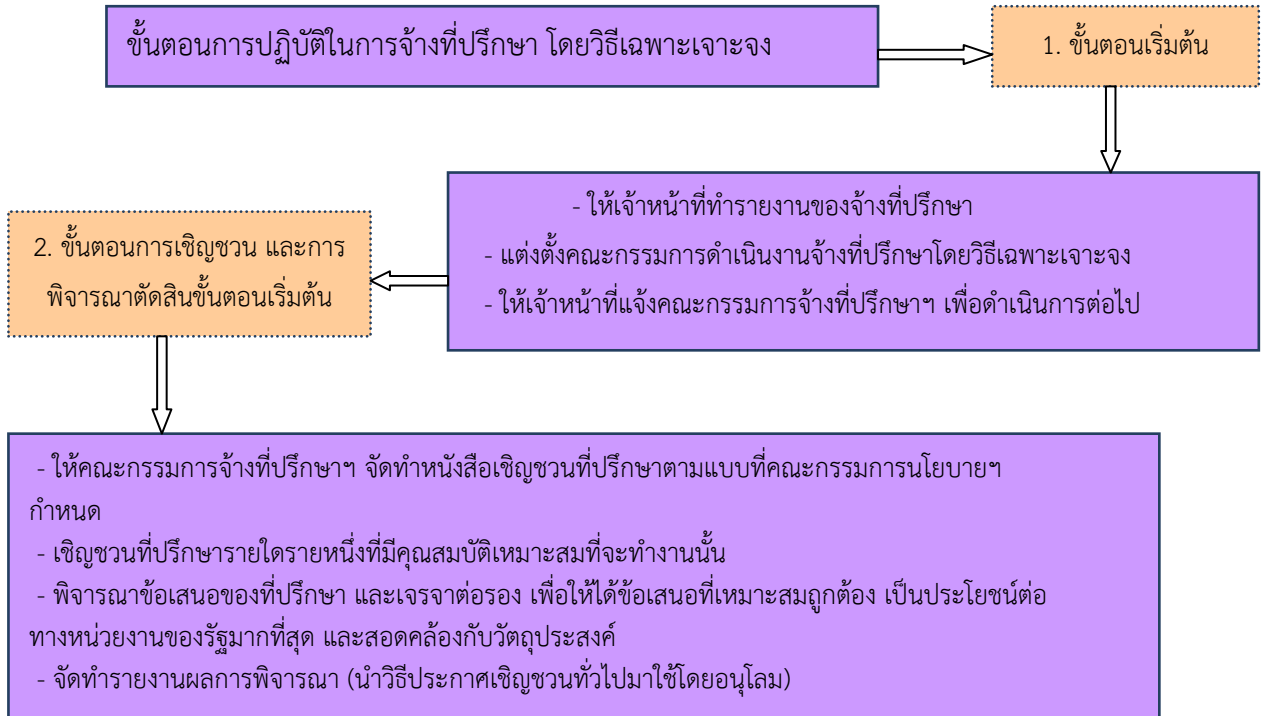 ขั้นตอนการปฏิบัติในการจ้างที่ปรึกษา โดยวิธีเฉพาะเจาะจง
1. ขั้นตอนเริ่มต้น
- ให้เจ้าหน้าที่ทำรายงานของจ้างที่ปรึกษา
- แต่งตั้งคณะกรรมการดำเนินงานจ้างที่ปรึกษาโดยวิธีเฉพาะเจาะจง
- ให้เจ้าหน้าที่แจ้งคณะกรรมการจ้างที่ปรึกษาฯ เพื่อดำเนินการต่อไป
2. ขั้นตอนการเชิญชวน และการ
พิจารณาตัดสินขั้นตอนเริ่มต้น
- ให้คณะกรรมการจ้างที่ปรึกษาฯ จัดทำหนังสือเชิญชวนที่ปรึกษาตามแบบที่คณะกรรมการนโยบายฯ
กำหนด
- เชิญชวนที่ปรึกษารายใดรายหนึ่งที่มีคุณสมบัติเหมาะสมที่จะทำงานนั้น
- พิจารณาข้อเสนอของที่ปรึกษา และเจรจาต่อรอง เพื่อให้ได้ข้อเสนอที่เหมาะสมถูกต้อง เป็นประโยชน์ต่อ
ทางหน่วยงานของรัฐมากที่สุด และสอดคล้องกับวัตถุประสงค์
- จัดทำรายงานผลการพิจารณา (นำวิธีประกาศเชิญชวนทั่วไปมาใช้โดยอนุโลม)